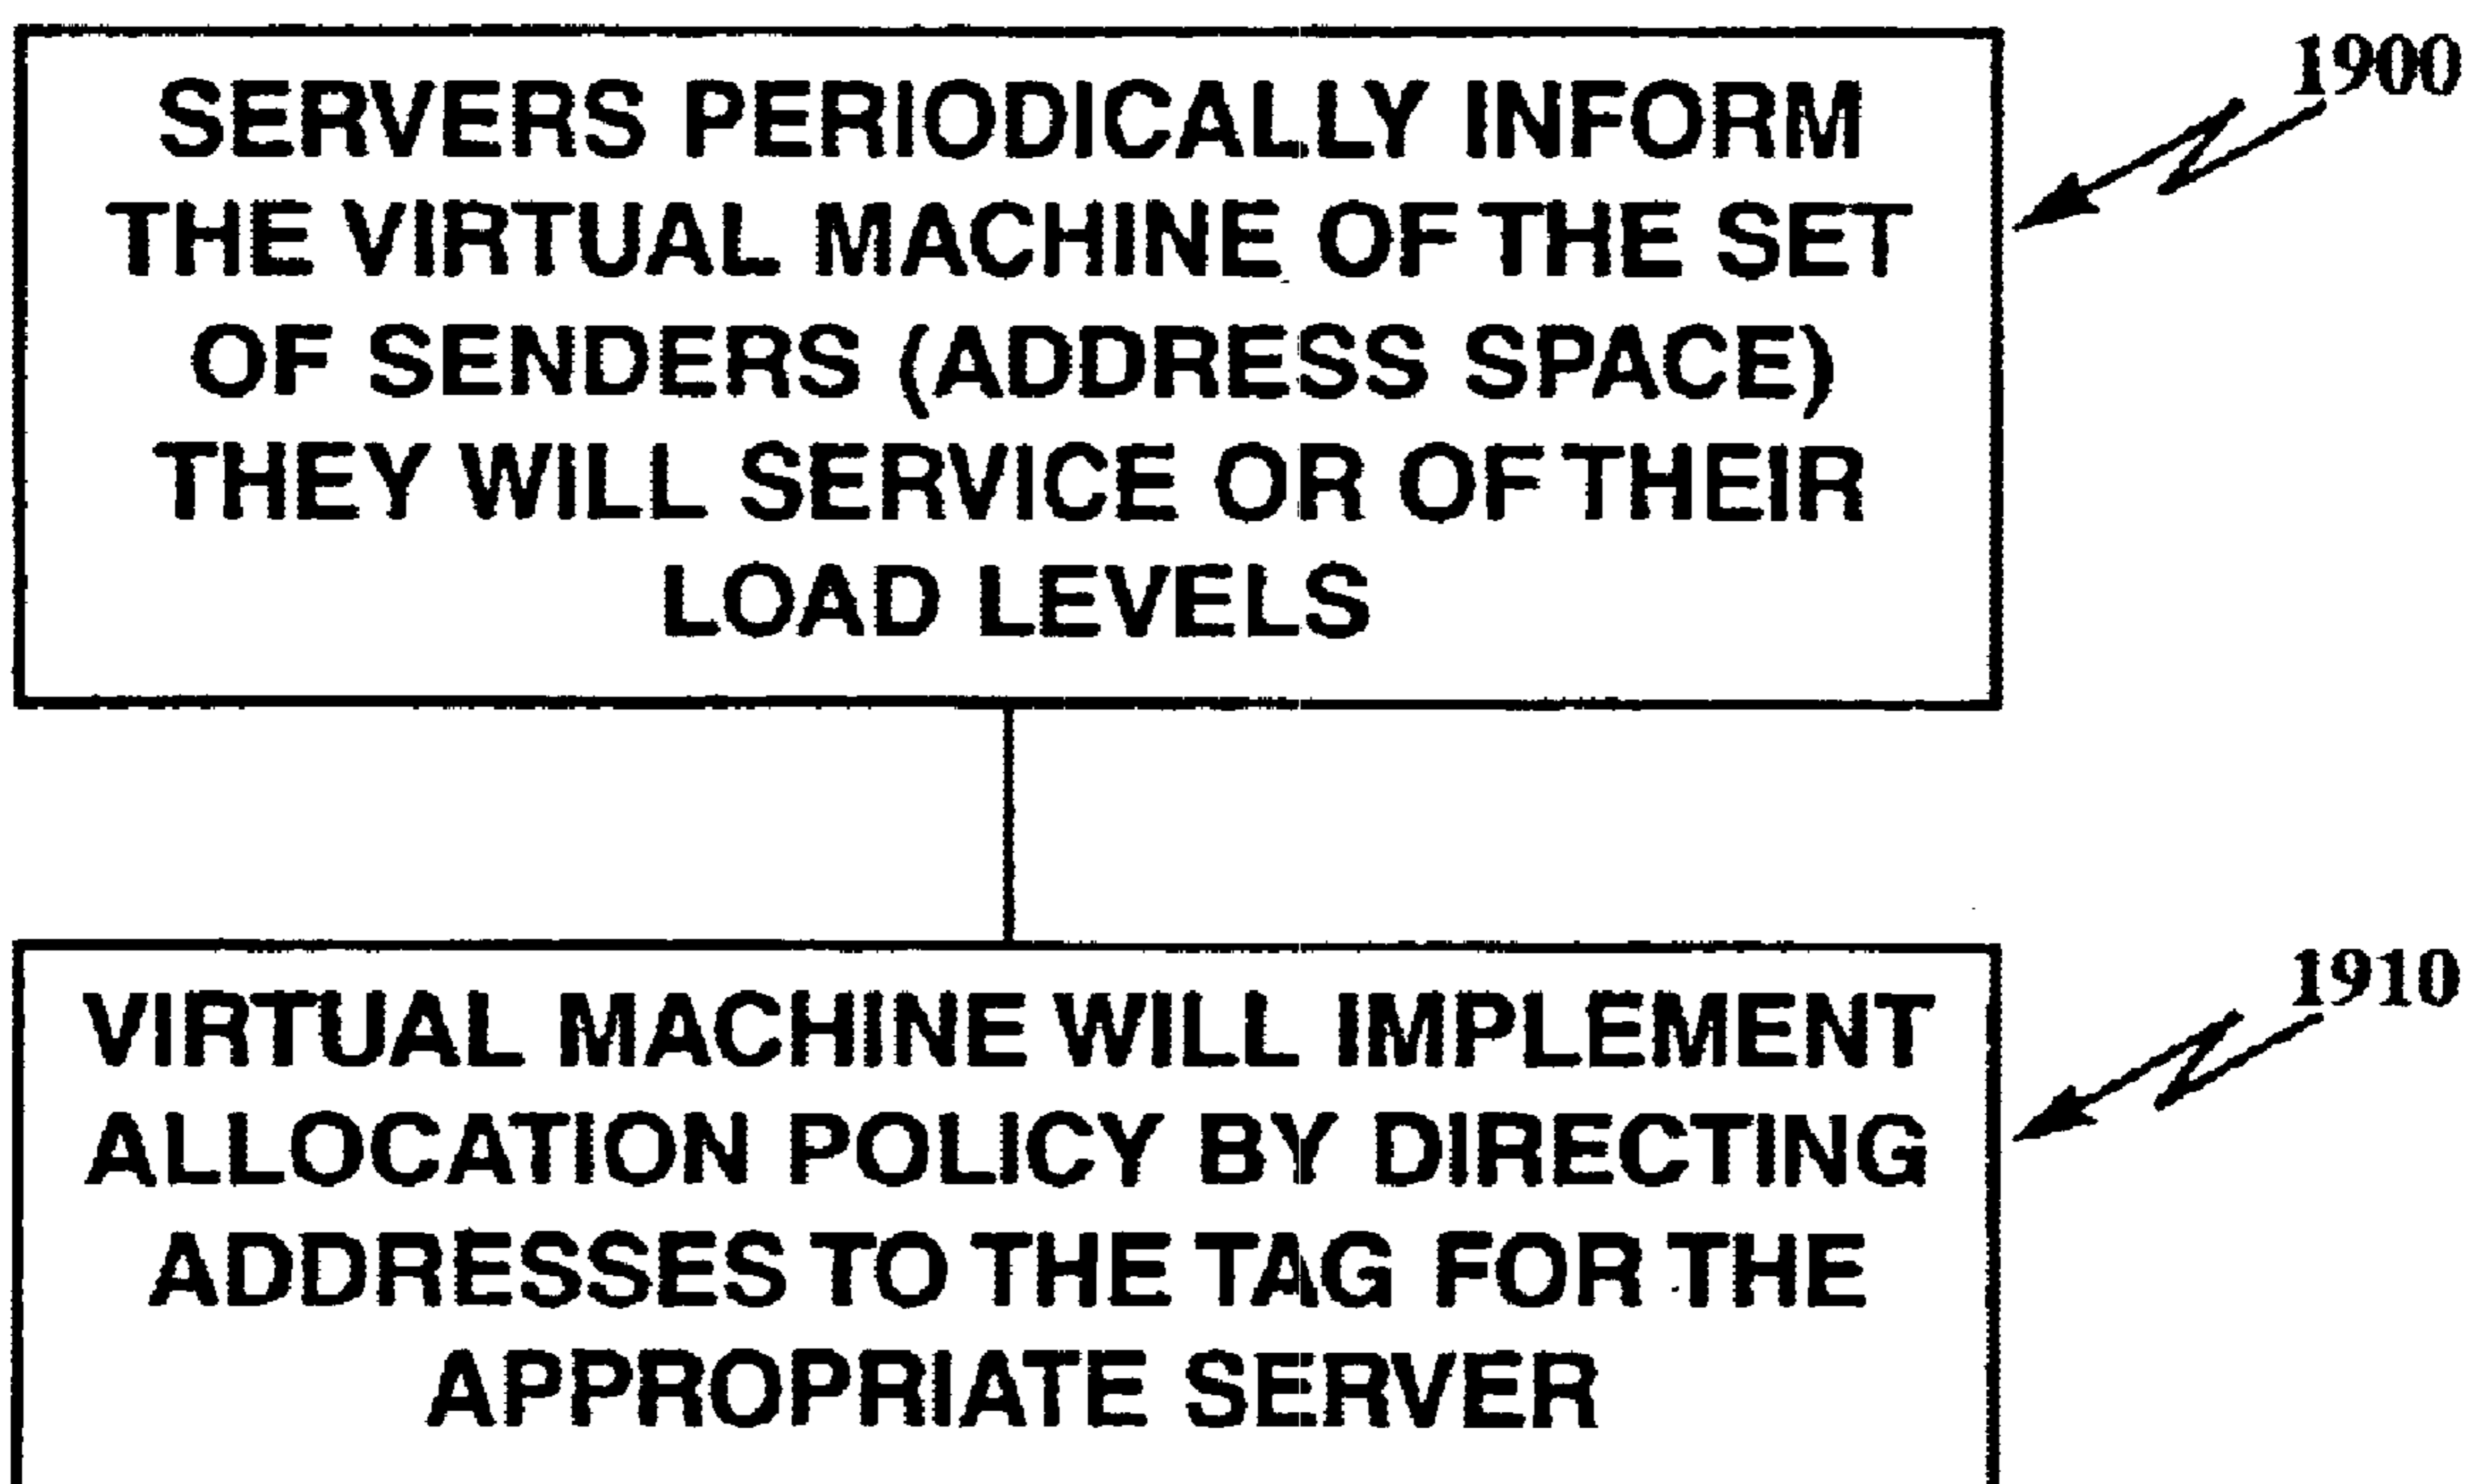 1900
SERVERS PERIODICALLY INFORM
THE VIRTUAL MACHINE OF THE SET
OF SENDERS (ADDRESS SPACE)
THEY WILL SERVICE OR OF THEIR
LOAD LEVELS
1910
VIRTUAL MACHINE WILL IMPLEMENT
ALLOCATION POLICY BY DIRECTING
ADDRESSES TO THE TAG FOR THE
APPROPRIATE SERVER